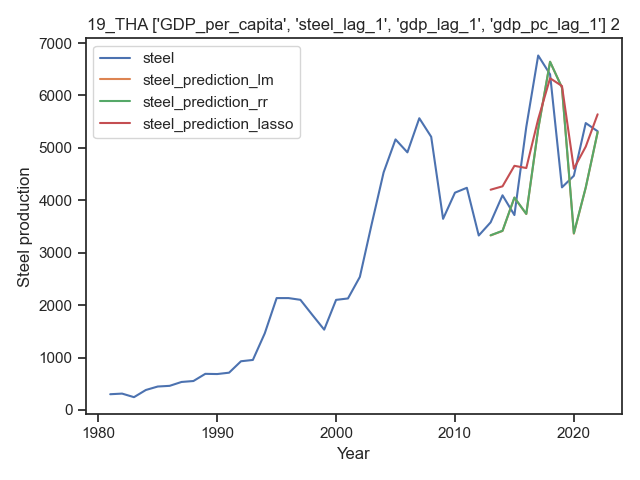 19_THA ['GDP_per_capita', 'steel_lag_1', 'gdp_lag_1', 'gdp_pc_lag_1'] 2
7000
6000
5000
4000
3000
2000
1000
0
Steel production
steel
steel_prediction_lm
steel_prediction_rr
steel_prediction_lasso
1980
1990
2000
2010
2020
Year